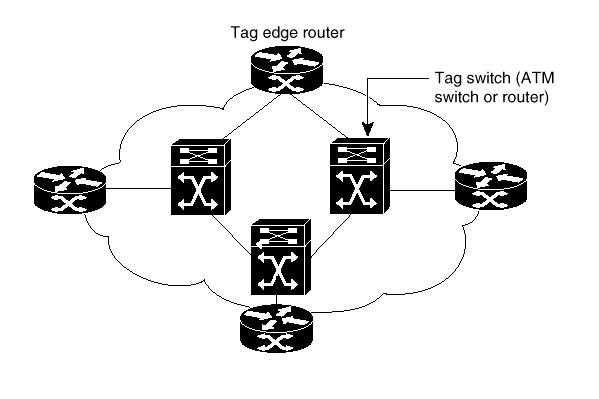 Tag edge router
Tag switch (ATM
switch or router)